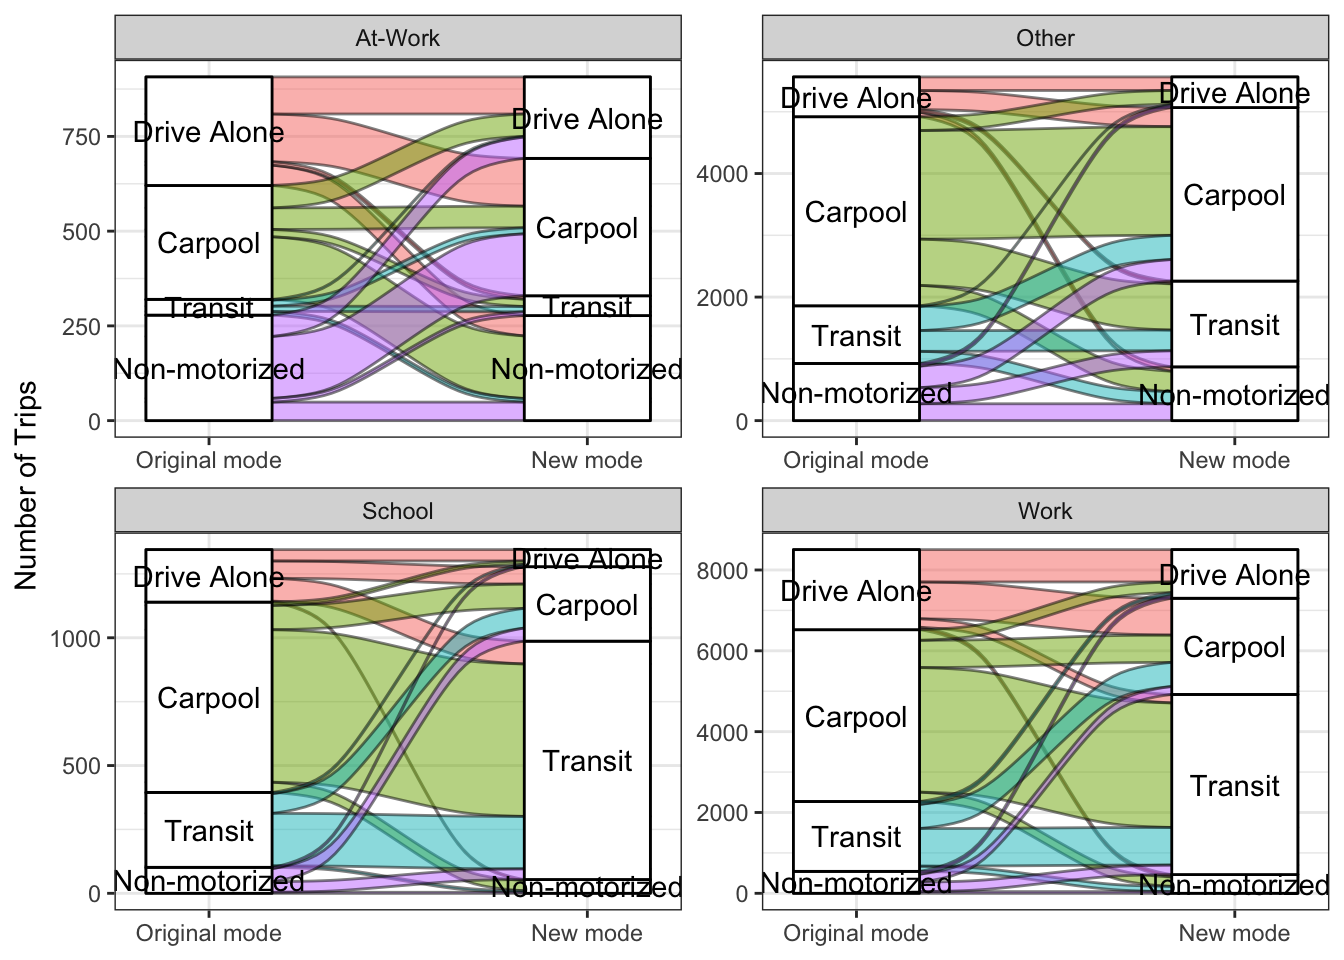 Number of Trips
At-Work
750
500
250
0
Drive Alone
Carpool
Transit
Non-motorized
Drive Alone
Carpool
Transit
Non-motorized
Original mode
New mode
Other
4000
2000
0
Drive Alone
Carpool
Transit
Non-motorized
Drive Alone
Carpool
Transit
Non-motorized
Original mode
New mode
School
1000
500
0
Drive Alone
Carpool
Transit
Non-motorized
Drive Alone
Carpool
Transit
Non-motorized
Original mode
New mode
Work
8000
6000
4000
2000
0
Drive Alone
Carpool
Transit
Non-motorized
Drive Alone
Carpool
Transit
Non-motorized
Original mode
New mode